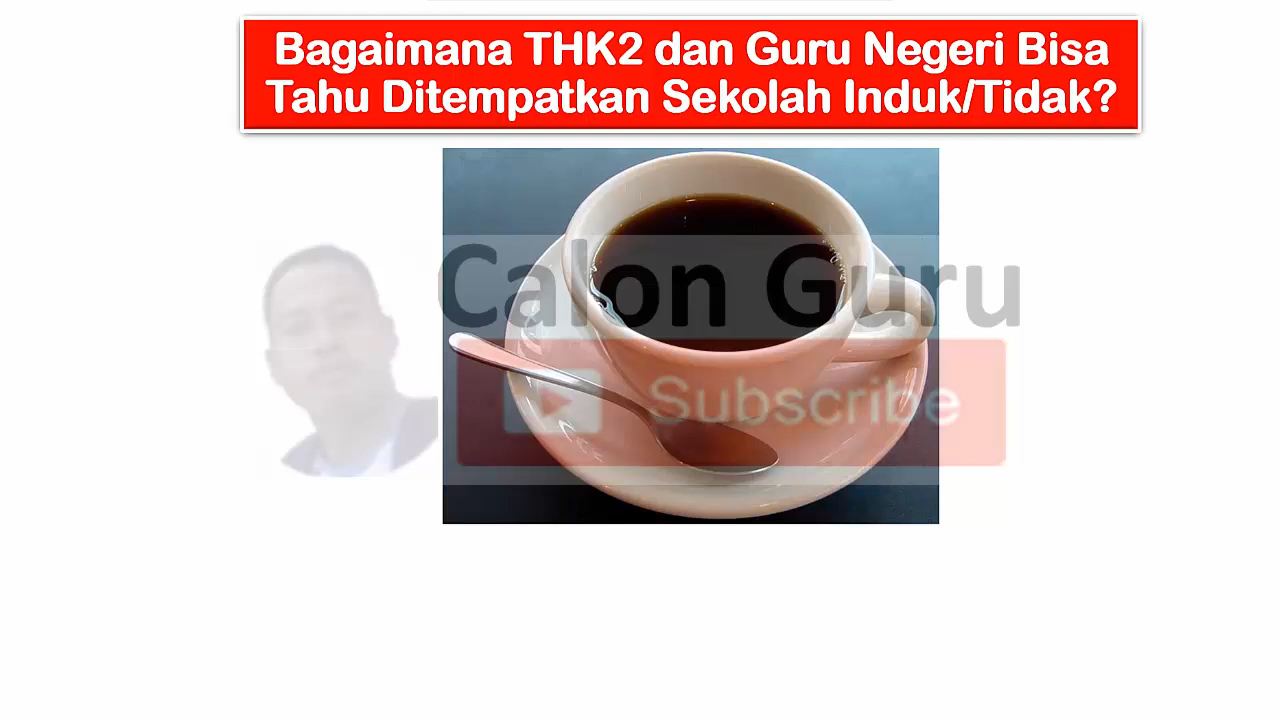 Bagaimana THK2 dan Guru Negeri Bisa
Tahu Ditempatkan Sekolah Induk/Tidak?
Calon Guru
Subscribe